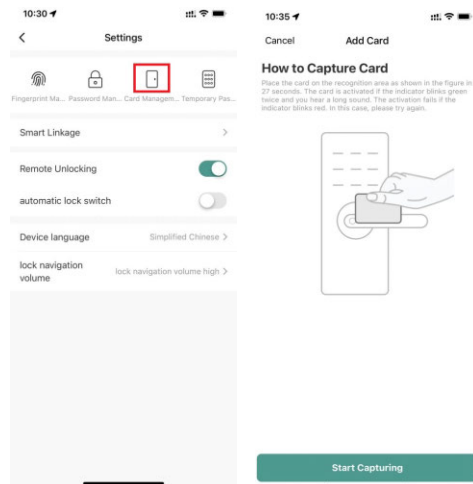 10:30
Settings
Fingerprint Ma... Password Man... Card Managem... Temporary Pas...
Smart Linkage
Remote Unlocking
automatic lock switch
Device language Simplified Chinese
lock navigation
volume
lock navigation volume high
10:35
Cancel Add Card
How to Capture Card
Place the card on the recognition area as shown in the figure in
27 seconds. The card is activated if the indicator blinks green
twice and you hear a long sound. The activation fails if the
indicator blinks red. in this case, please try again.
Start Capturing